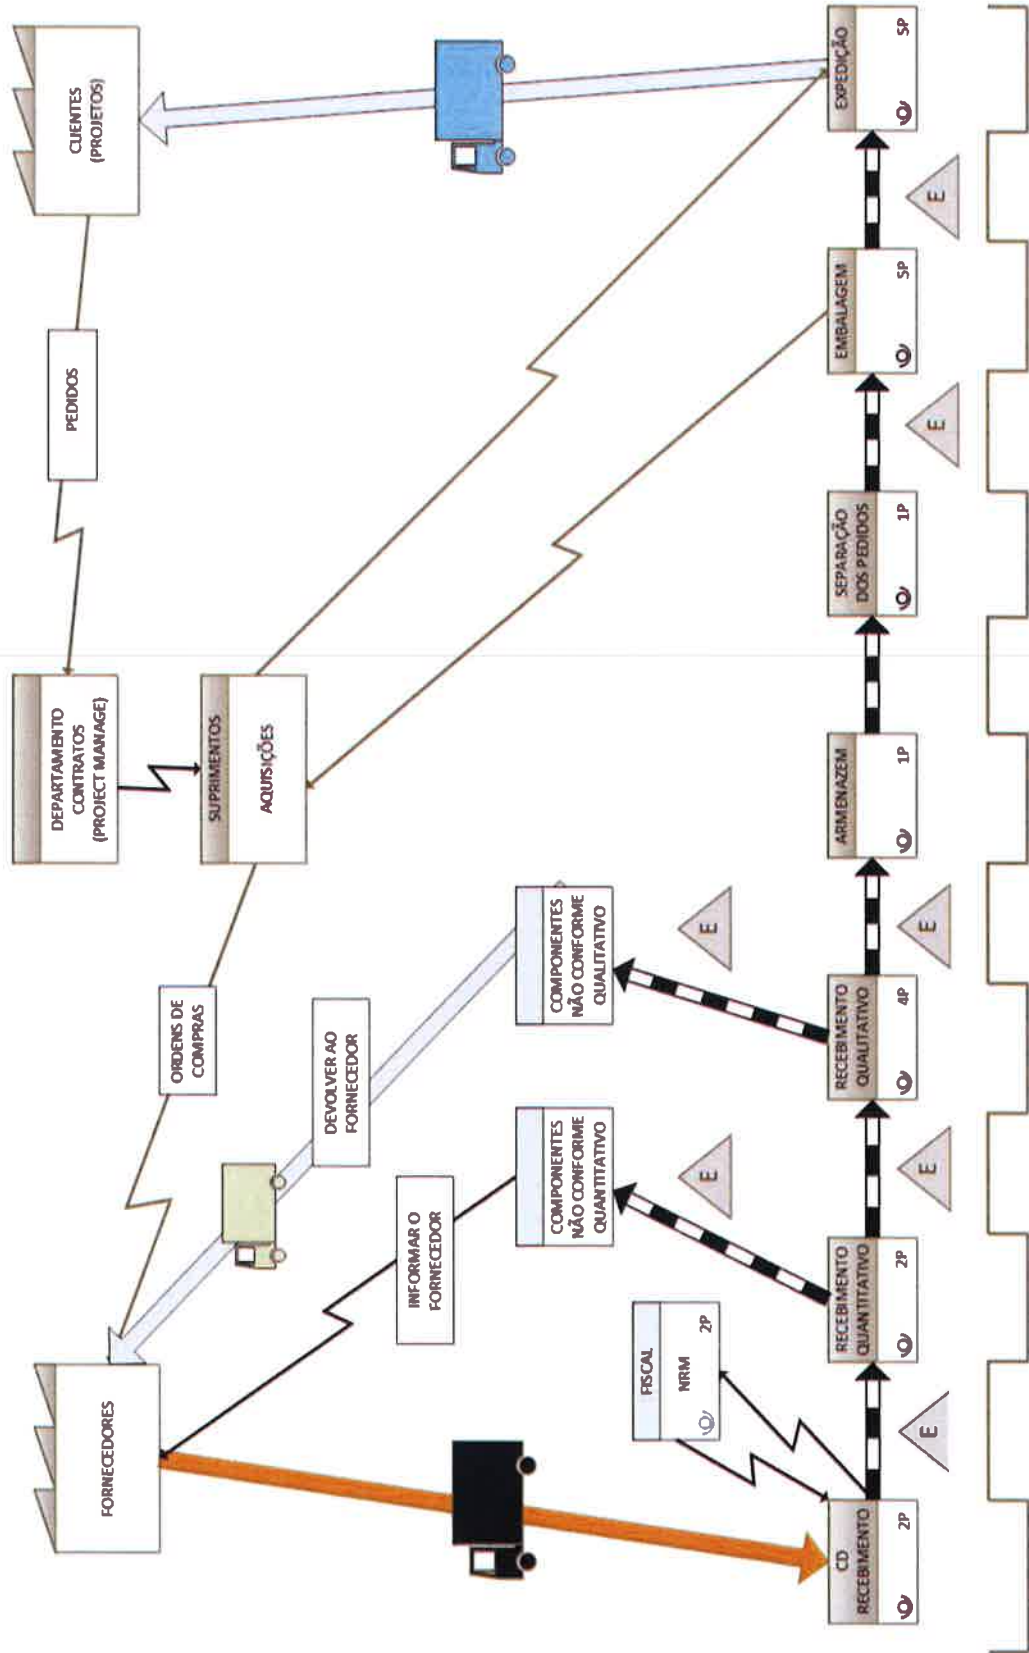 FORNECEDORES
ORDENS DE
COMPRAS
DEPARTAMENTO
CONTRATOS
(PROJECT MANAGE)
PEDIDOS
CLIENTES
(PROJETOS)
SUPRIMENTOS
AQUISIÇÕES
DEVOLVER AO
FORNECEDOR
INFORMAR O
FORNECEDOR
COMPONENTES
NÃO CONFORME
QUANTITATIVO
COMPONENTES
NÃO CONFORME
QUALITATIVO
FISCAL
NRM
2P
E
E
CD
RECEBIMENTO
2P
RECEBIMENTO
QUANTITATIVO
2P
RECEBIMENTO
QUALITATIVO
4P
ARMENAZEM
1P
SEPARAÇÃO
DOS PEDIDOS
1P
EMBALAGEM
5P
EXPEDIÇÃO
5P
E
E
E
E
E